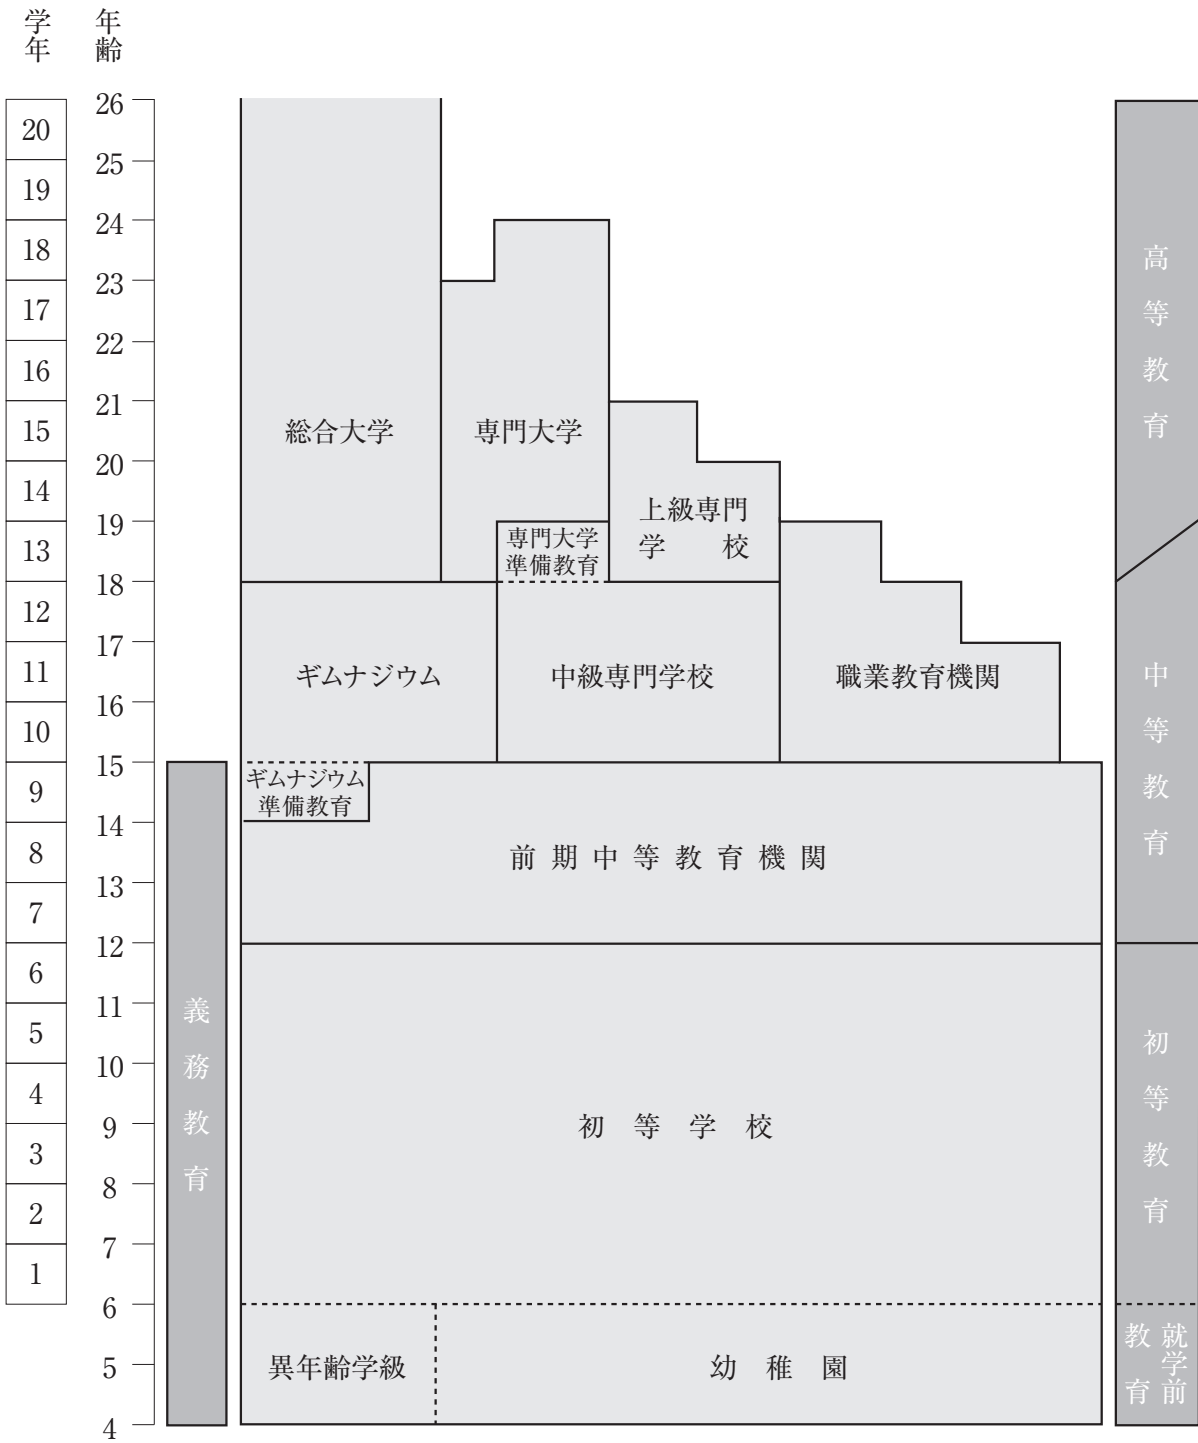 学年
年齢
20
19
18
17
16
15
14
13
12
11
10
9
8
7
6
5
4
3
2
1
26
25
24
23
22
21
20
19
18
17
16
15
14
13
12
11
10
9
8
7
6
5
4
義務教育
総合大学
専門大学
上級専門
学校
専門大学
準備教育
ギムナジウム
中級専門学校
職業教育機関
ギムナジウム
準備教育
前期中等教育機関
初等学校
異年齢学級
幼稚園
高等教育
中等教育
初等教育
就学前
教育